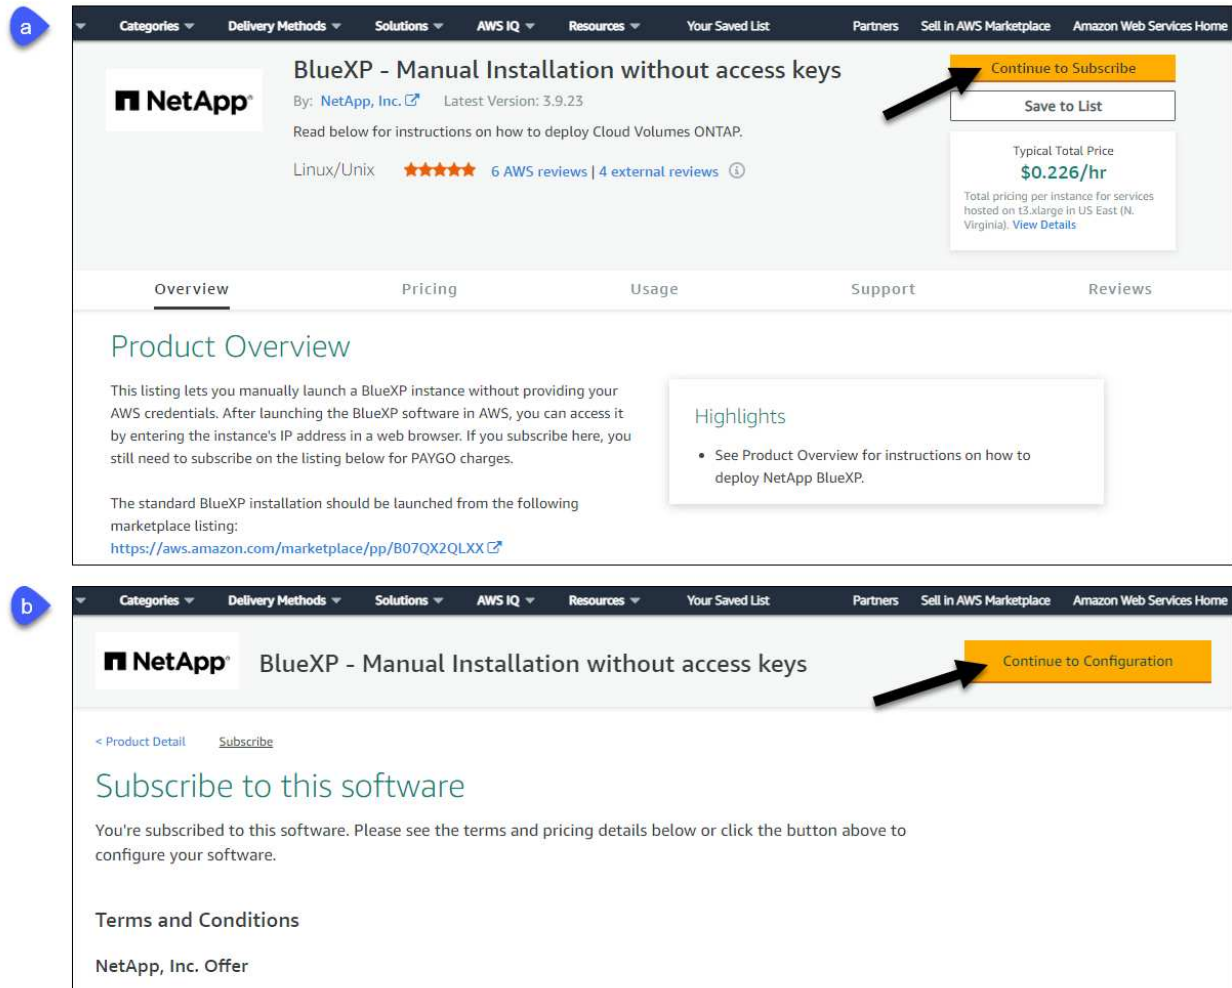 a
Categories Delivery Methods Solutions AWS IQ Resources Your Saved List Partners Sell in AWS Marketplace Amazon Web Services Home
NetApp®
BlueXP - Manual Installation without access keys
By: NetApp, Inc. Latest Version: 3.9.23
Read below for instructions on how to deploy Cloud Volumes ONTAP.
Linux/Unix 6 AWS reviews | 4 external reviews
Continue to Subscribe
Save to List
Typical Total Price
$0.226/hr
Total pricing per instance for services
hosted on t3.xlarge in US East (N.
Virginia). View Details
Overview Pricing Usage Support Reviews
Product Overview
This listing lets you manually launch a BlueXP instance without providing your
AWS credentials. After launching the BlueXP software in AWS, you can access it
by entering the instance's IP address in a web browser. If you subscribe here, you
still need to subscribe on the listing below for PAYGO charges.
The standard BlueXP installation should be launched from the following
marketplace listing:
https://aws.amazon.com/marketplace/pp/B07QX2QLXX
Highlights
• See Product Overview for instructions on how to
deploy NetApp BlueXP.
b
Categories Delivery Methods Solutions AWS IQ Resources Your Saved List Partners Sell in AWS Marketplace Amazon Web Services Home
NetApp®
BlueXP - Manual Installation without access keys
Continue to Configuration
< Product Detail Subscribe
Subscribe to this software
You're subscribed to this software. Please see the terms and pricing details below or click the button above to
configure your software.
Terms and Conditions
NetApp, Inc. Offer